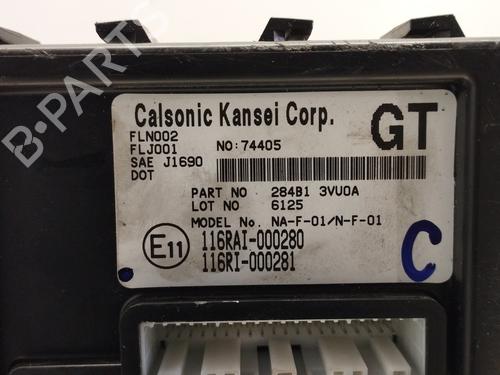 Calsonic Kansei Corp.
GT
FLN002
FLJ001 NO:74405
SAE J1690
DOT
PART NO 284B1 3VU0A
LOT NO 6125
MODEL No. NA-F-01/N-F-01
E11
116RAI-000280
116RI-000281
C